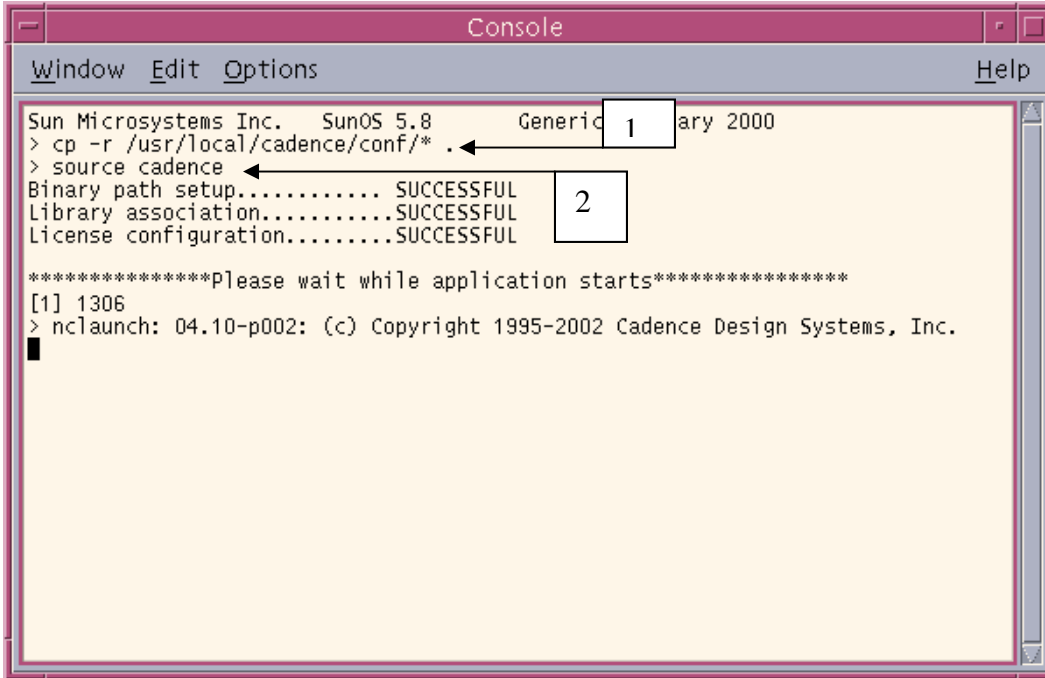 Console
Window Edit Options Help
Sun Microsystems Inc. SunOS 5.8 Generic ary 2000
1
> cp -r /usr/local/cadence/conf/* .
> source cadence
2
Binary path setup............ SUCCESSFUL
Library association...........SUCCESSFUL
License configuration.........SUCCESSFUL
***************Please wait while application starts****************
[1] 1306
> nclaunch: 04.10-p002: (c) Copyright 1995-2002 Cadence Design Systems, Inc.